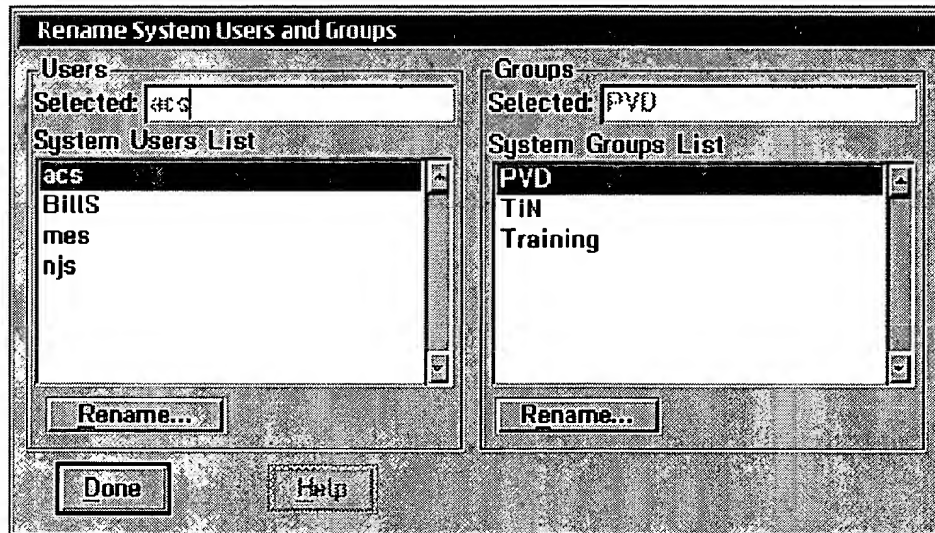 Rename System Users and Groups
Users
Selected: acs
System Users List
acs
BillS
mes
njs
Rename...
Groups
Selected: PVD
System Groups List
PVD
TiN
Training
Rename...
Done
Help